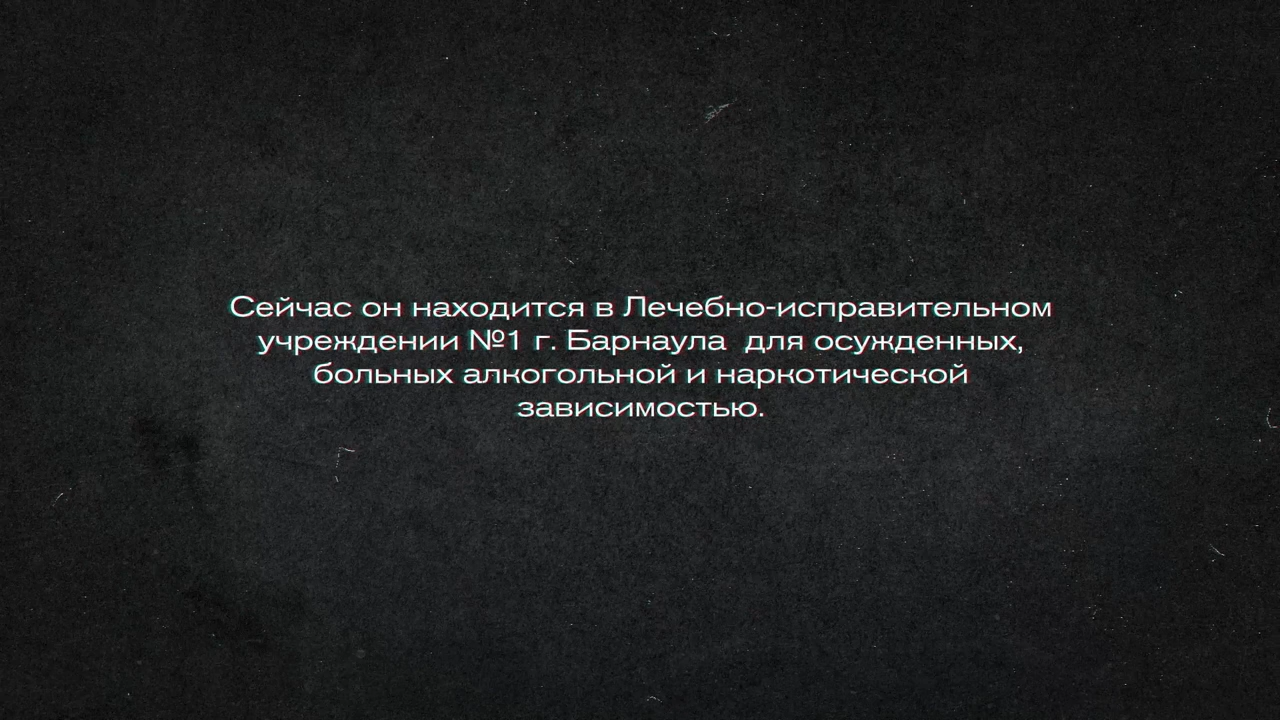 Сейчас он находится в Лечебно-исправительном
учреждении №1 г. Барнаула  для осужденных,
больных алкогольной и наркотической
зависимостью.